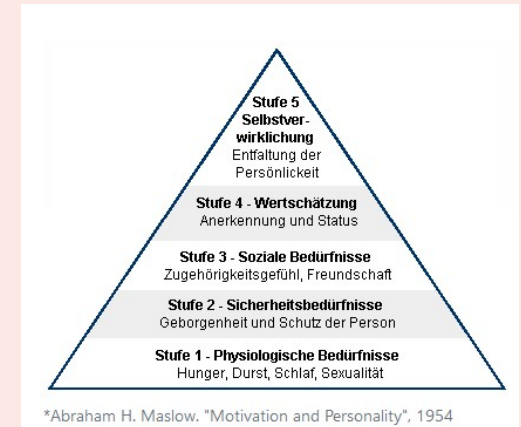 Stufe 5
Selbstver-
wirklichung
Entfaltung der
Persönlickeit
Stufe 4 - Wertschätzung
Anerkennung und Status
Stufe 3 - Soziale Bedürfnisse
Zugehörigkeitsgefühl, Freundschaft
Stufe 2 - Sicherheitsbedürfnisse
Geborgenheit und Schutz der Person
Stufe 1 - Physiologische Bedürfnisse
Hunger, Durst, Schlaf, Sexualität
*Abraham H. Maslow. "Motivation and Personality", 1954